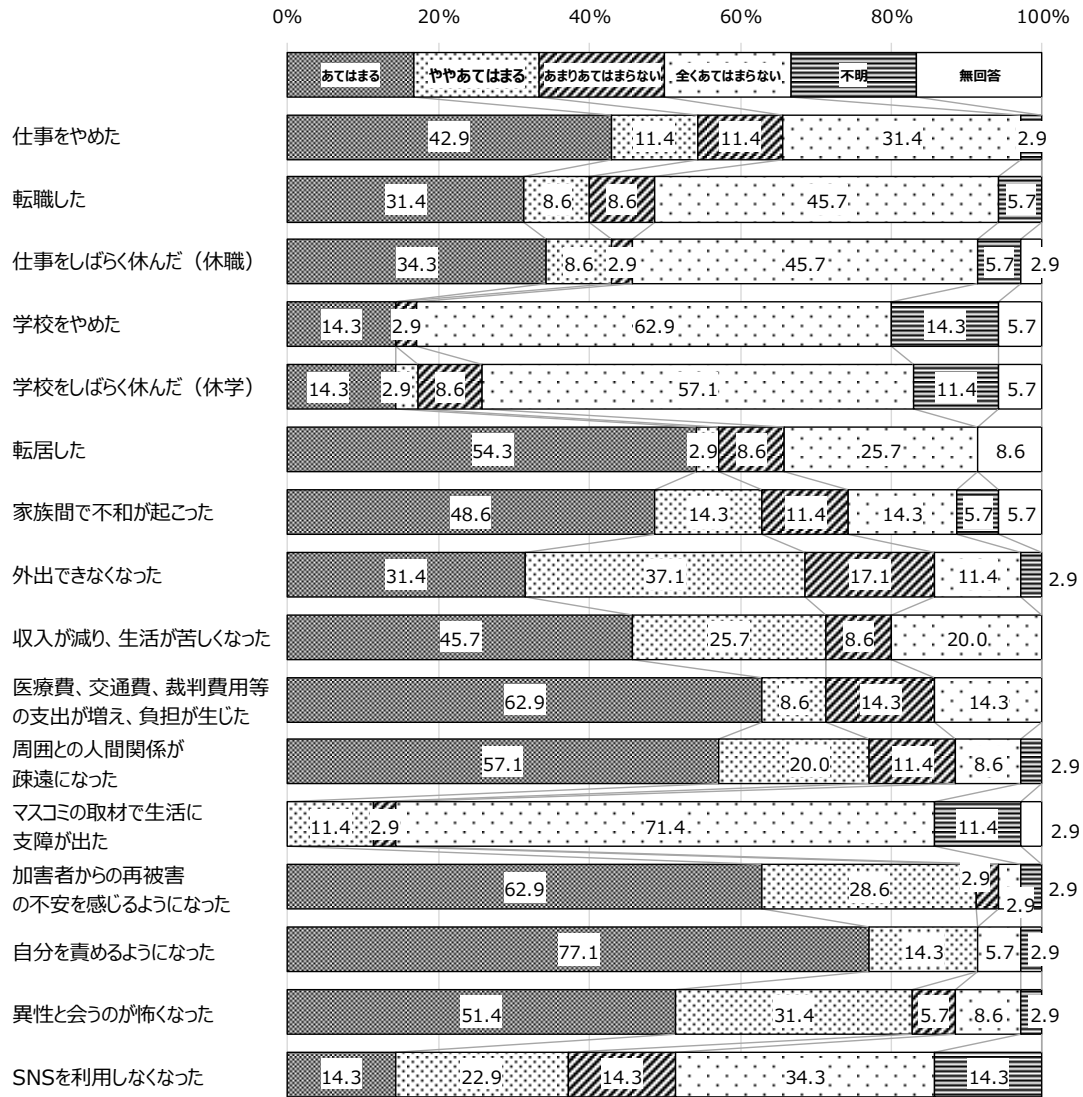 0% 20% 40% 60% 80% 100%
あてはまる ややあてはまる あまりあてはまらない 全くあてはまらない 不明 無回答
仕事をやめた 42.9 11.4 11.4 31.4 2.9
転職した 31.4 8.6 8.6 45.7 5.7
仕事をしばらく休んだ（休職） 34.3 8.6 2.9 45.7 5.7 2.9
学校をやめた 14.3 2.9 62.9 14.3 5.7
学校をしばらく休んだ（休学） 14.3 2.9 8.6 57.1 11.4 5.7
転居した 54.3 2.9 8.6 25.7 8.6
家族間で不和が起こった 48.6 14.3 11.4 14.3 5.7 5.7
外出できなくなった 31.4 37.1 17.1 11.4 2.9
収入が減り、生活が苦しくなった 45.7 25.7 8.6 20.0
医療費、交通費、裁判費用等
の支出が増え、負担が生じた 62.9 8.6 14.3 14.3
周囲との人間関係が
疎遠になった 57.1 20.0 11.4 8.6 2.9
マスコミの取材で生活に
支障が出た 11.4 2.9 71.4 11.4 2.9
加害者からの再被害
の不安を感じるようになった 62.9 28.6 2.9 2.9 2.9
自分を責めるようになった 77.1 14.3 5.7 2.9
異性と会うのが怖くなった 51.4 31.4 5.7 8.6 2.9
SNSを利用しなくなった 14.3 22.9 14.3 34.3 14.3